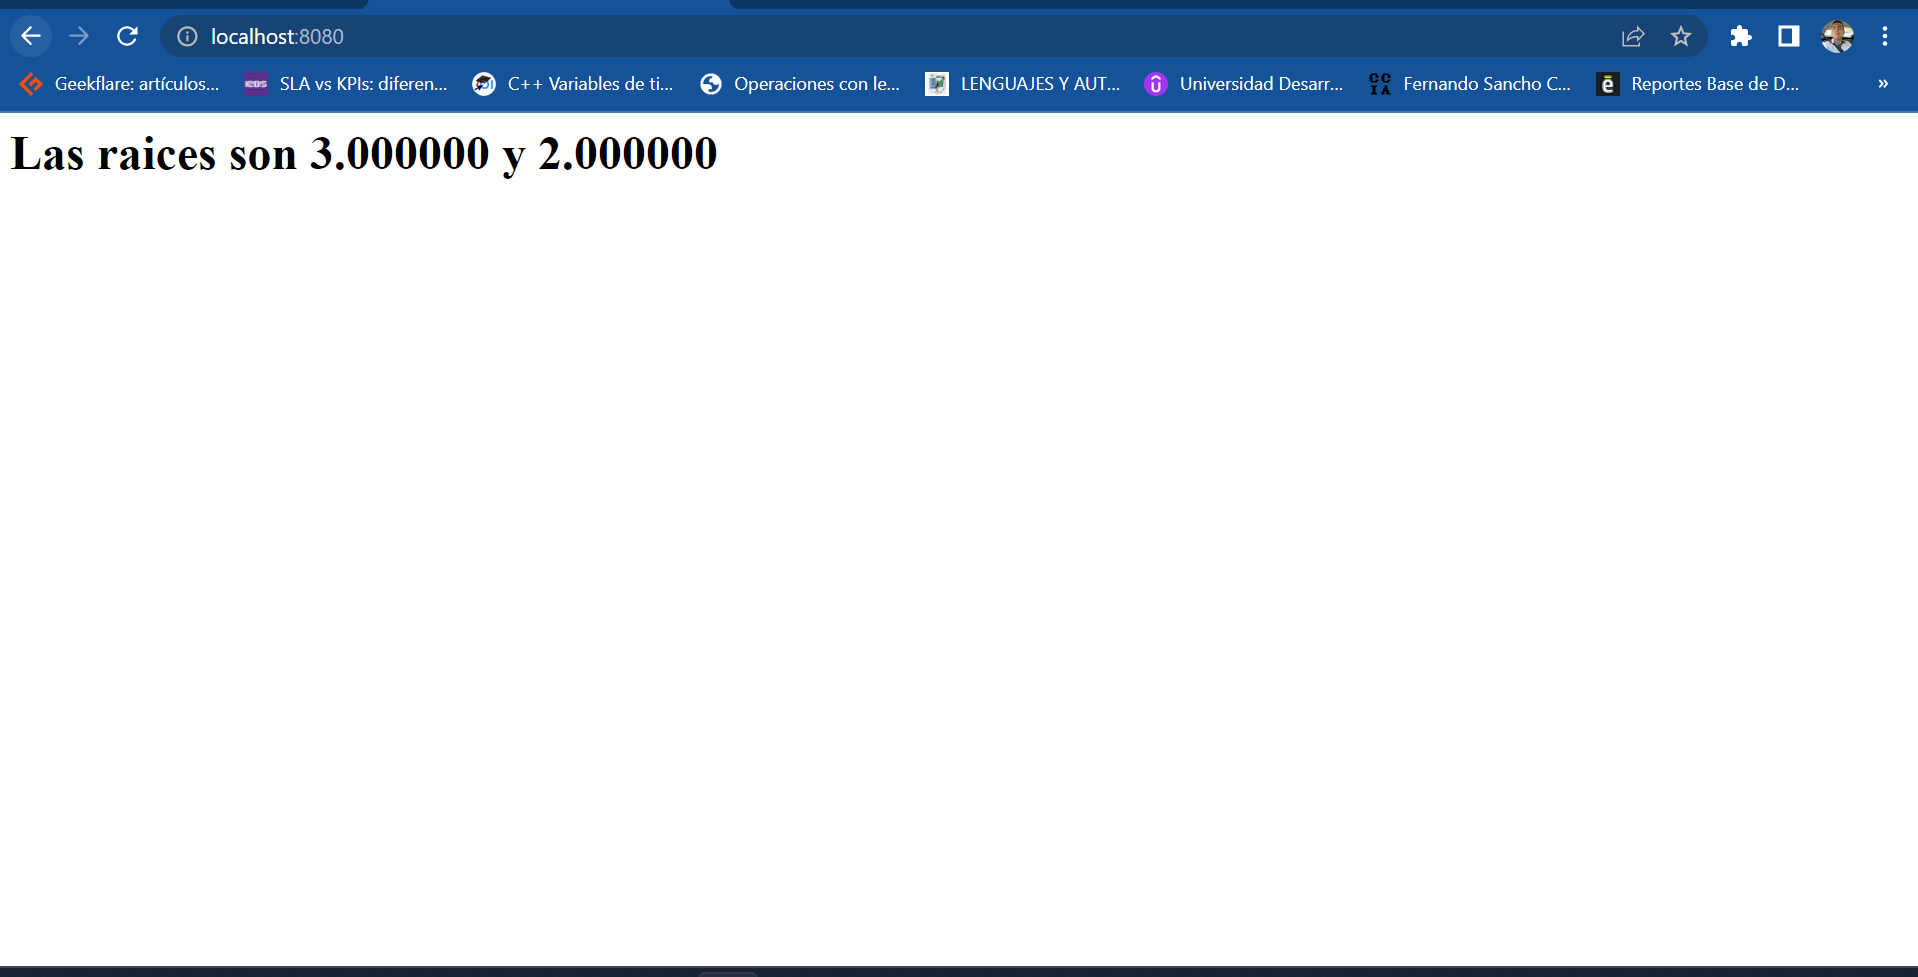 localhost:8080
Geekflare: artículos... SLA vs KPIs: diferen... C++ Variables de ti... Operaciones con le... LENGUAJES Y AUT... Universidad Desarr... Fernando Sancho C... Reportes Base de D... »
Las raices son 3.000000 y 2.000000